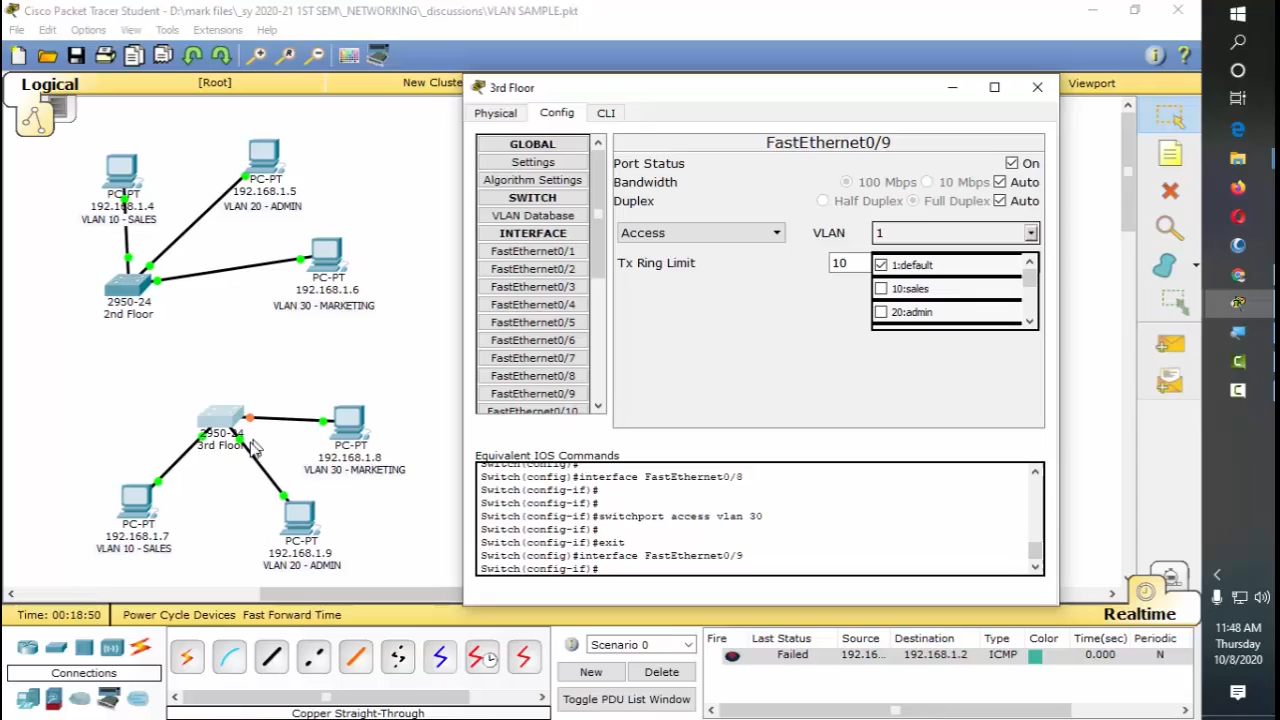 Cisco Packet Tracer Student - D:\mark files\_sy 2020-21 1ST SEM\_NETWORKING\_discussions\VLAN SAMPLE.pkt
File Edit Options View Tools Extensions Help
Logical [Root] New Cluste Viewport
3rd Floor
Physical Config CLI
GLOBAL
Settings
Algorithm Settings
SWITCH
VLAN Database
INTERFACE
FastEthernet0/1
FastEthernet0/2
FastEthernet0/3
FastEthernet0/4
FastEthernet0/5
FastEthernet0/6
FastEthernet0/7
FastEthernet0/8
FastEthernet0/9
FastEthernet0/10
FastEthernet0/9
Port Status On
Bandwidth 100 Mbps 10 Mbps Auto
Duplex Half Duplex Full Duplex Auto
Access VLAN 1
Tx Ring Limit 10
1:default
10:sales
20:admin
Equivalent IOS Commands
Switch(config)#
Switch(config)#interface FastEthernet0/8
Switch(config-if)#
Switch(config-if)#
Switch(config-if)#switchport access vlan 30
Switch(config-if)#
Switch(config-if)#exit
Switch(config)#interface FastEthernet0/9
Switch(config-if)#
PC-PT
192.168.1.4
VLAN 10 - SALES
PC-PT
192.168.1.5
VLAN 20 - ADMIN
PC-PT
192.168.1.6
VLAN 30 - MARKETING
2950-24
2nd Floor
2950-24
3rd Floor
PC-PT
192.168.1.8
VLAN 30 - MARKETING
PC-PT
192.168.1.7
VLAN 10 - SALES
PC-PT
192.168.1.9
VLAN 20 - ADMIN
Time: 00:18:50 Power Cycle Devices Fast Forward Time Realtime
Connections
Copper Straight-Through
Scenario 0
New Delete
Toggle PDU List Window
Fire Last Status Source Destination Type Color Time(sec) Periodic
Failed 192.16... 192.168.1.2 ICMP 0.000 N
11:48 AM
Thursday
10/8/2020